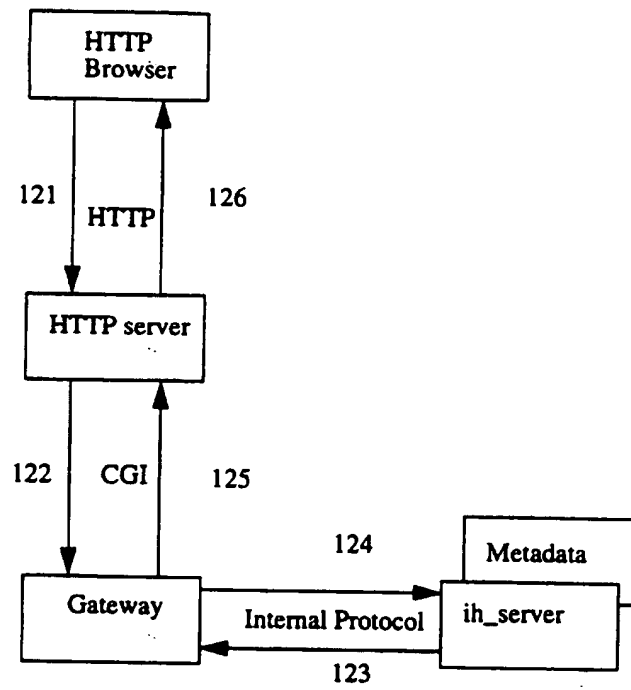 HTTP
Browser
121
HTTP
126
HTTP server
122
CGI
125
124
Metadata
Gateway
Internal Protocol
ih_server
123